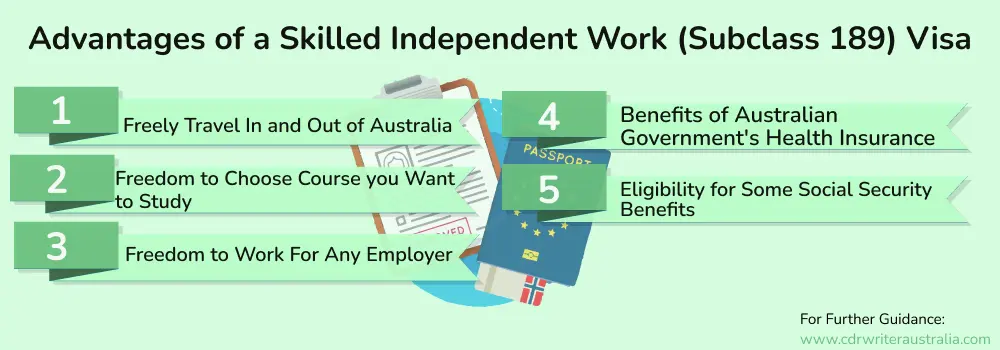 Advantages of a Skilled Independent Work (Subclass 189) Visa
1
Freely Travel In and Out of Australia
2
Freedom to Choose Course you Want
to Study
3
Freedom to Work For Any Employer
4
Benefits of Australian
Government's Health Insurance
5
Eligibility for Some Social Security
Benefits
PASSPORT
VED
For Further Guidance:
www.cdrwriteraustralia.com